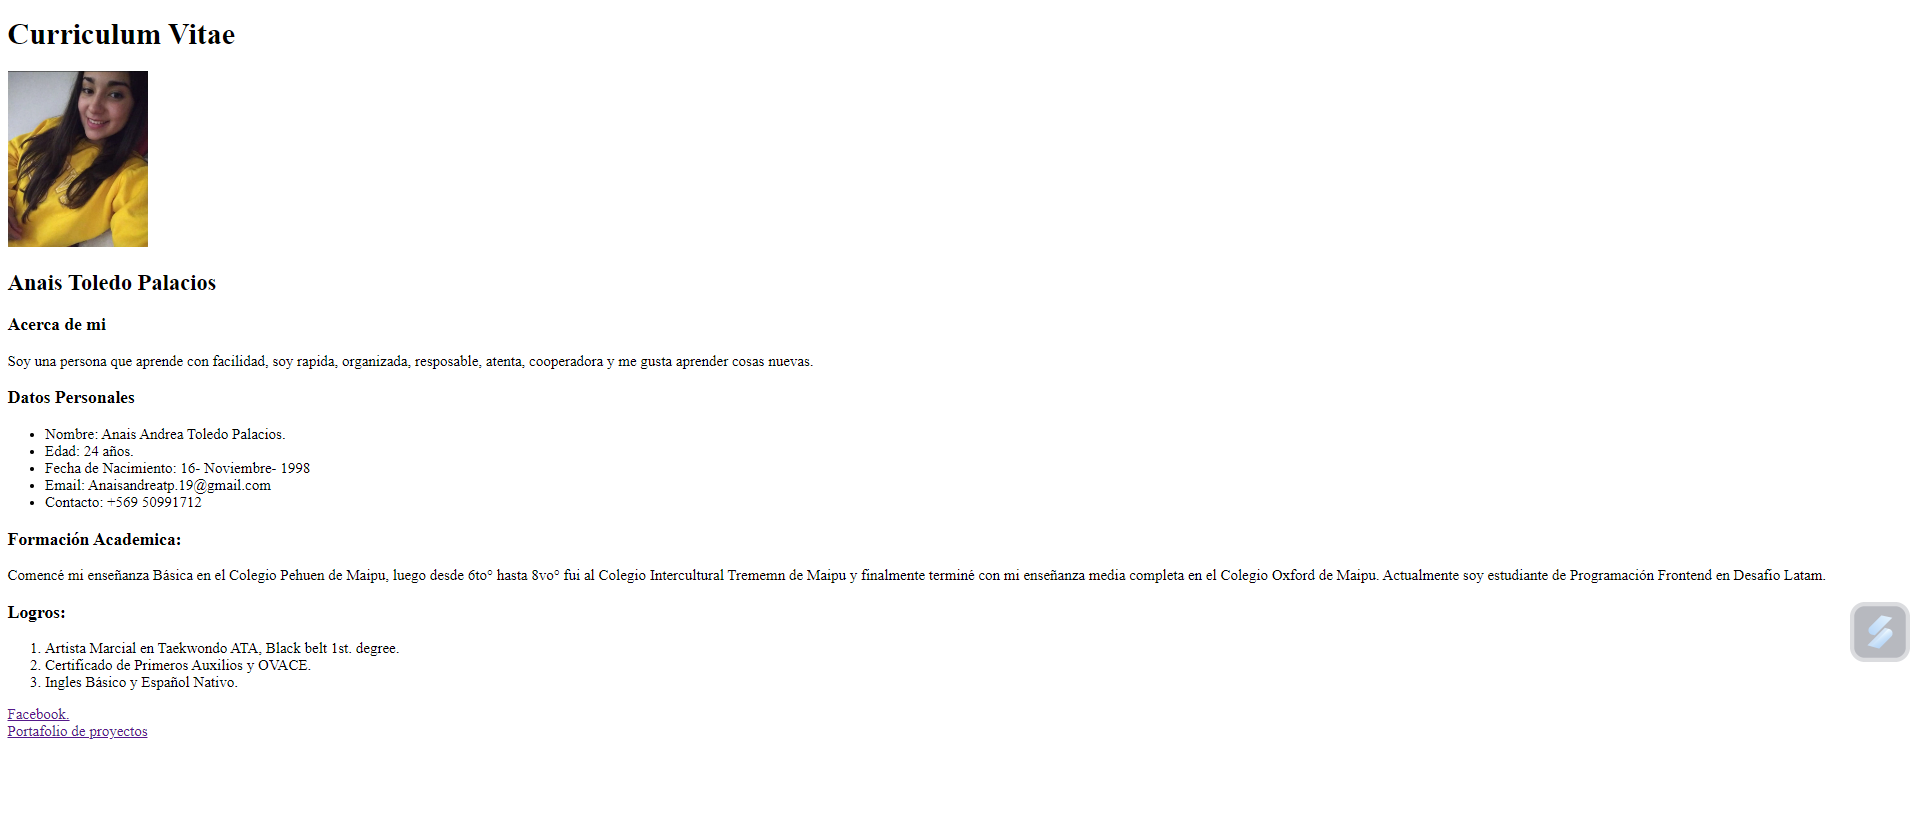 Curriculum Vitae
Anais Toledo Palacios
Acerca de mi
Soy una persona que aprende con facilidad, soy rapida, organizada, resposable, atenta, cooperadora y me gusta aprender cosas nuevas.
Datos Personales
Nombre: Anais Andrea Toledo Palacios.
Edad: 24 años.
Fecha de Nacimiento: 16- Noviembre- 1998
Email: Anaisandreatp.19@gmail.com
Contacto: +569 50991712
Formación Academica:
Comencé mi enseñanza Básica en el Colegio Pehuen de Maipu, luego desde 6to° hasta 8vo° fui al Colegio Intercultural Trememn de Maipu y finalmente terminé con mi enseñanza media completa en el Colegio Oxford de Maipu. Actualmente soy estudiante de Programación Frontend en Desafio Latam.
Logros:
1. Artista Marcial en Taekwondo ATA, Black belt 1st. degree.
2. Certificado de Primeros Auxilios y OVACE.
3. Ingles Básico y Español Nativo.
Facebook.
Portafolio de proyectos